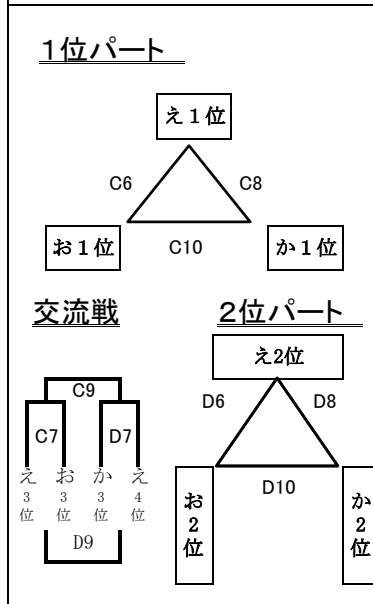 1位パート
え1位
C6
C8
お1位
C10
か1位
交流戦
C9
C7
D7
え3位
お3位
か3位
え4位
D9
2位パート
え2位
D6
D8
お2位
D10
か2位